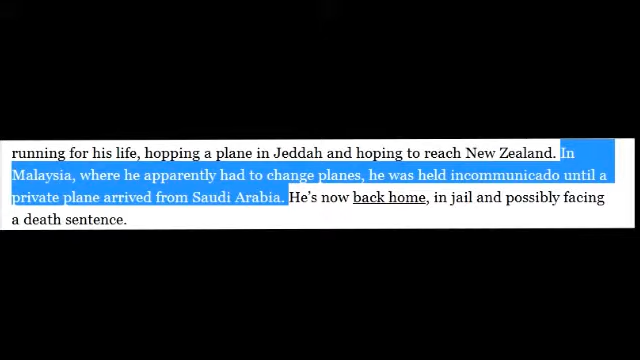 running for his life, hopping a plane in Jeddah and hoping to reach New Zealand. In
Malaysia, where he apparently had to change planes, he was held incommunicado until a
private plane arrived from Saudi Arabia. He's now back home, in jail and possibly facing
a death sentence.